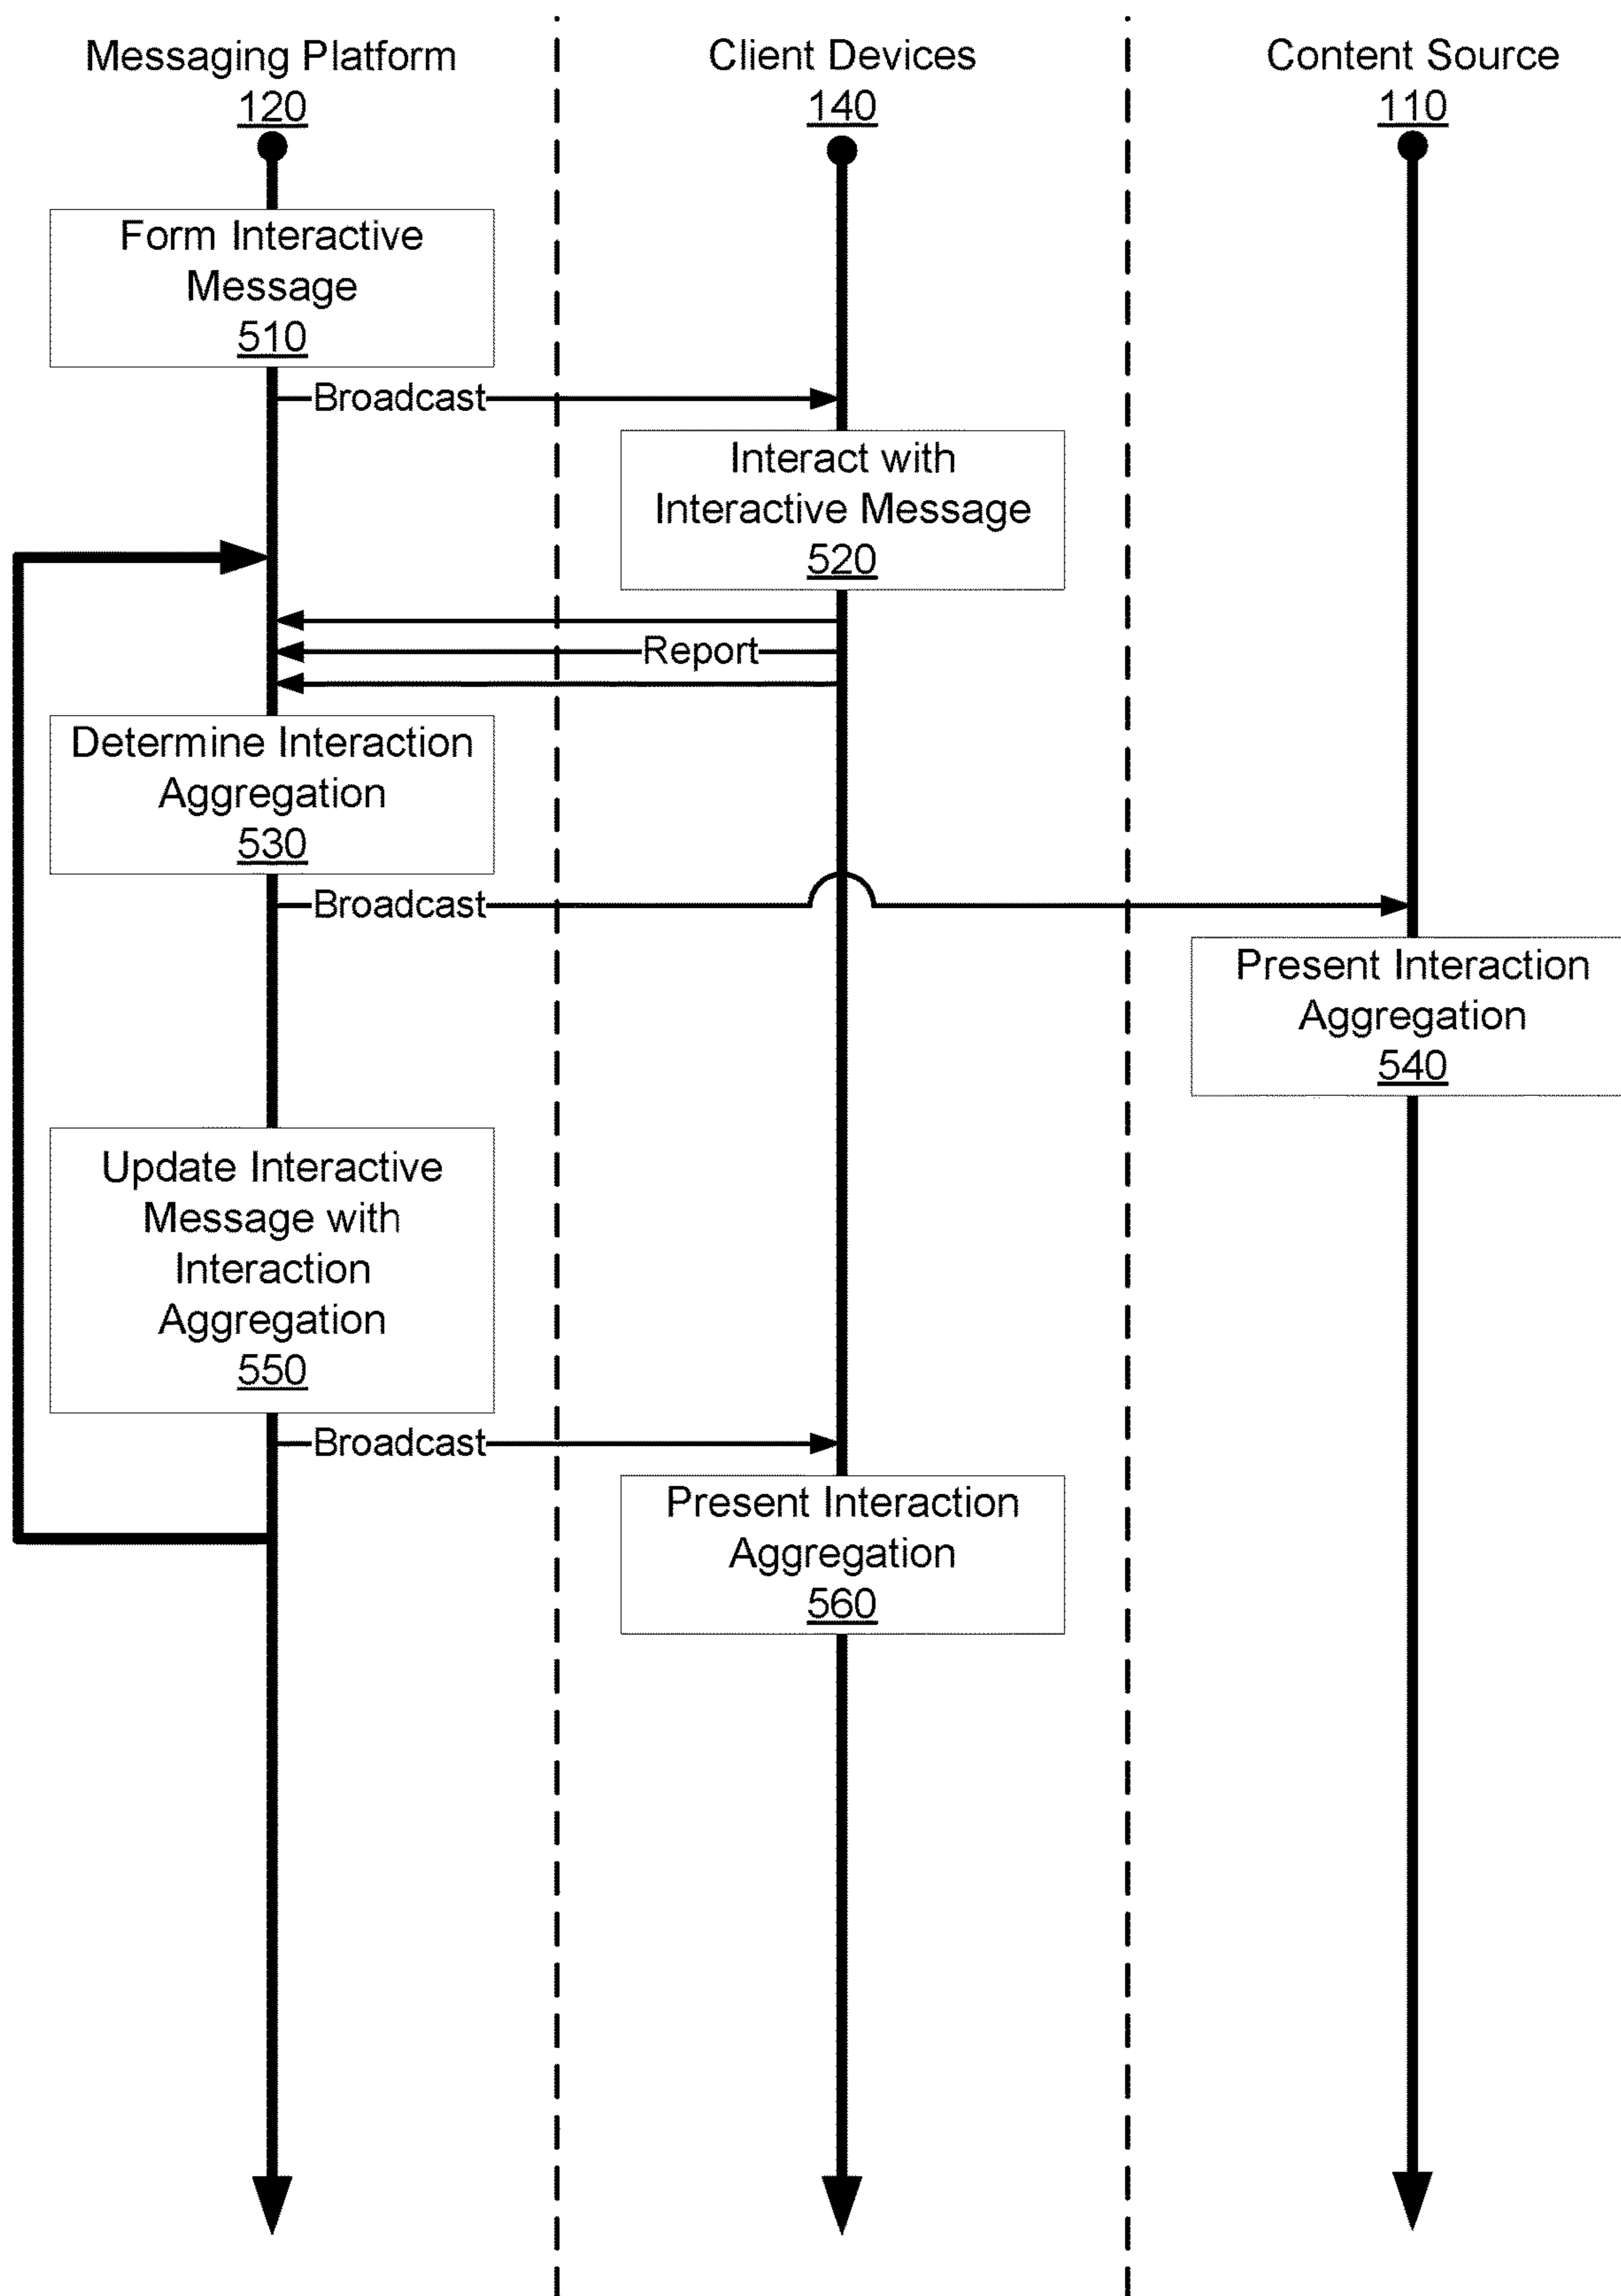 Messaging Platform
120
Client Devices
140
Content Source
110
Form Interactive
Message
510
Broadcast
Interact with
Interactive Message
520
Report
Determine Interaction
Aggregation
530
Broadcast
Present Interaction
Aggregation
540
Update Interactive
Message with
Interaction
Aggregation
550
Broadcast
Present Interaction
Aggregation
560